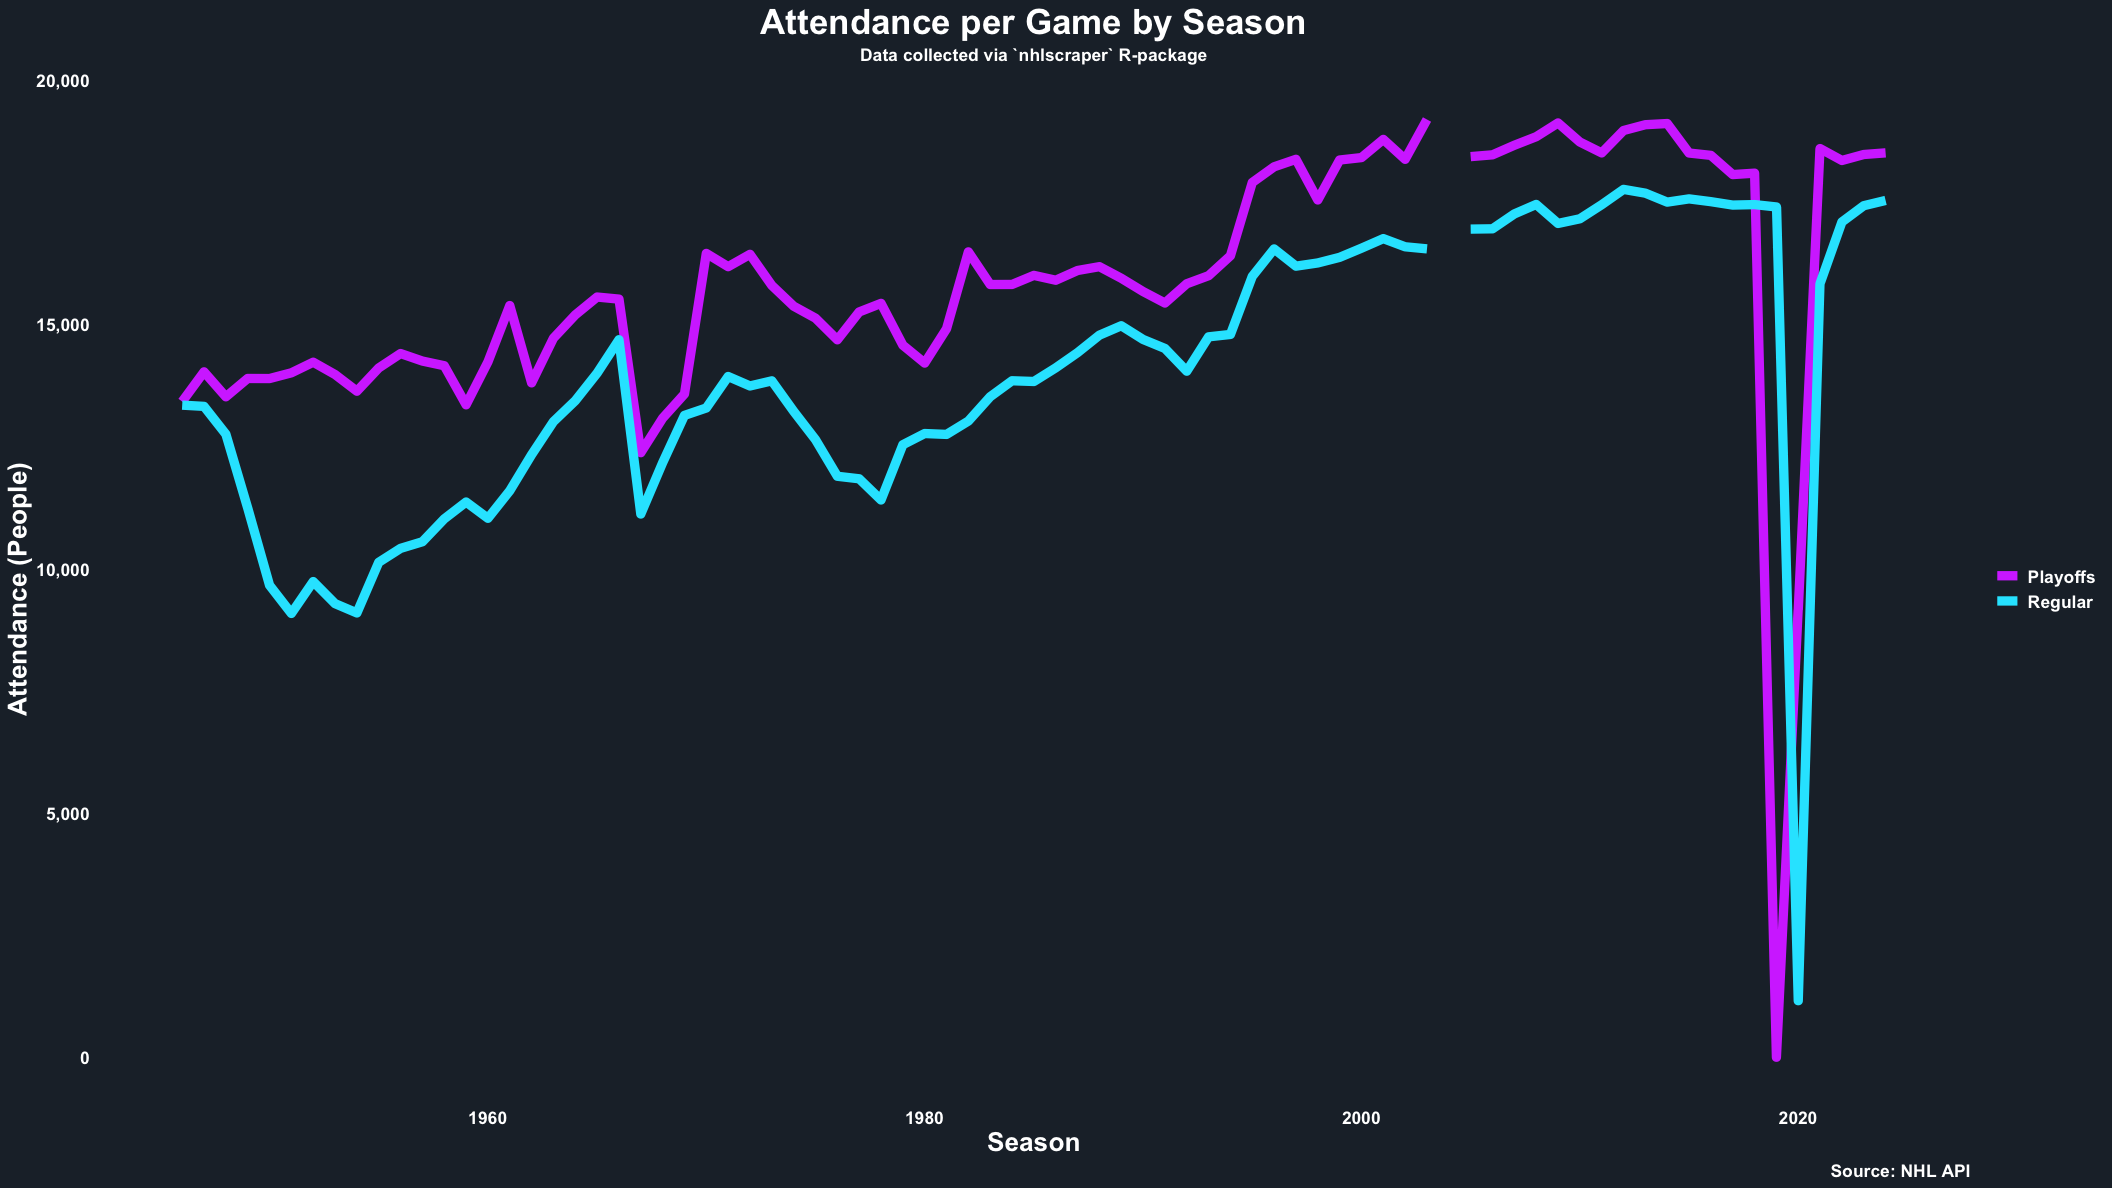 Attendance per Game by Season
Data collected via `nhlscraper` R-package
20,000
15,000
10,000
5,000
0
Attendance (People)
Playoffs
Regular
1960
1980
2000
2020
Season
Source: NHL API